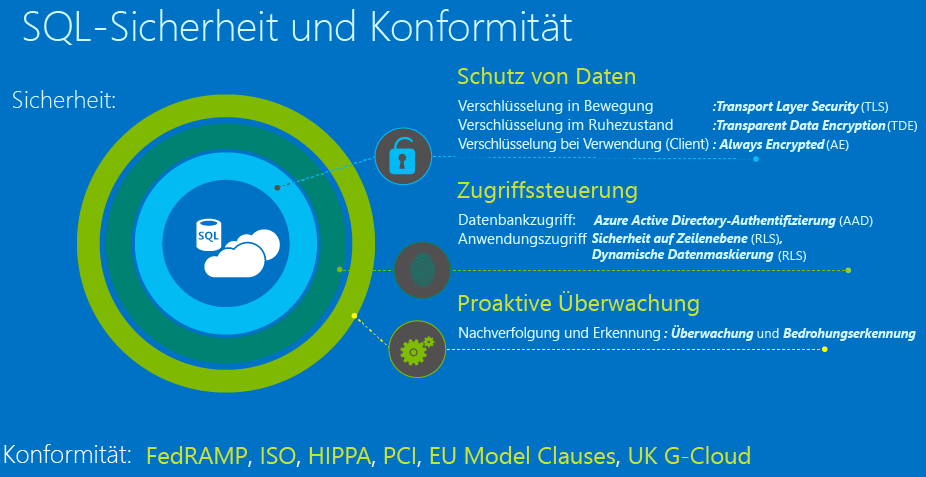 SQL-Sicherheit und Konformität
Sicherheit:
SQL
Schutz von Daten
Verschlüsselung in Bewegung :Transport Layer Security (TLS)
Verschlüsselung im Ruhezustand :Transparent Data Encryption (TDE)
Verschlüsselung bei Verwendung (Client) : Always Encrypted (AE)
Zugriffssteuerung
Datenbankzugriff: Azure Active Directory-Authentifizierung (AAD)
Anwendungszugriff Sicherheit auf Zeilenebene (RLS),
Dynamische Datenmaskierung (RLS)
Proaktive Überwachung
Nachverfolgung und Erkennung : Überwachung und Bedrohungserkennung
Konformität: FedRAMP, ISO, HIPPA, PCI, EU Model Clauses, UK G-Cloud